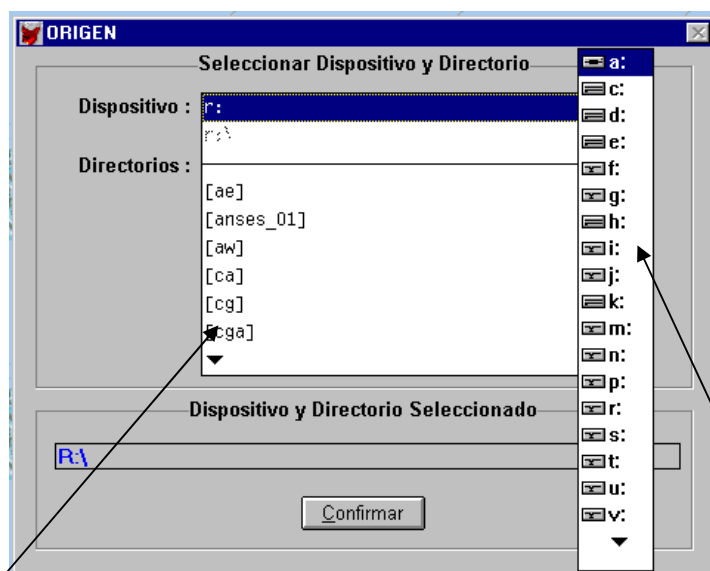 ORIGEN
Seleccionar Dispositivo y Directorio
Dispositivo : r:
r:\
Directorios :
[ae]
[anses_01]
[aw]
[ca]
[cg]
[cga]
a:
c:
d:
e:
f:
g:
h:
i:
j:
k:
m:
n:
p:
r:
s:
t:
u:
v:
Dispositivo y Directorio Seleccionado
R:\
Confirmar